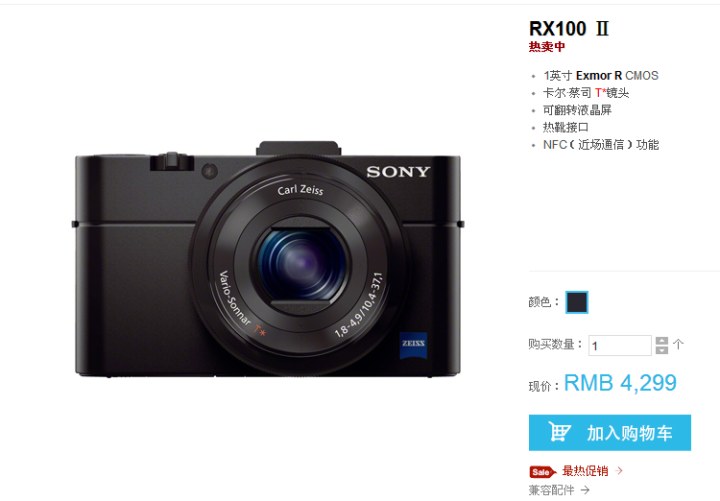 RX100 II
热卖中
1英寸 Exmor R CMOS
卡尔·蔡司 T*镜头
可翻转液晶屏
热靴接口
NFC(近场通信)功能
SONY
Carl Zeiss
Vario-Sonnar T* 1,8-4,9/10,4-37,1
ZEISS
颜色:
购买数量: 1 个
现价: RMB 4,299
加入购物车
Sale 最热促销
兼容配件